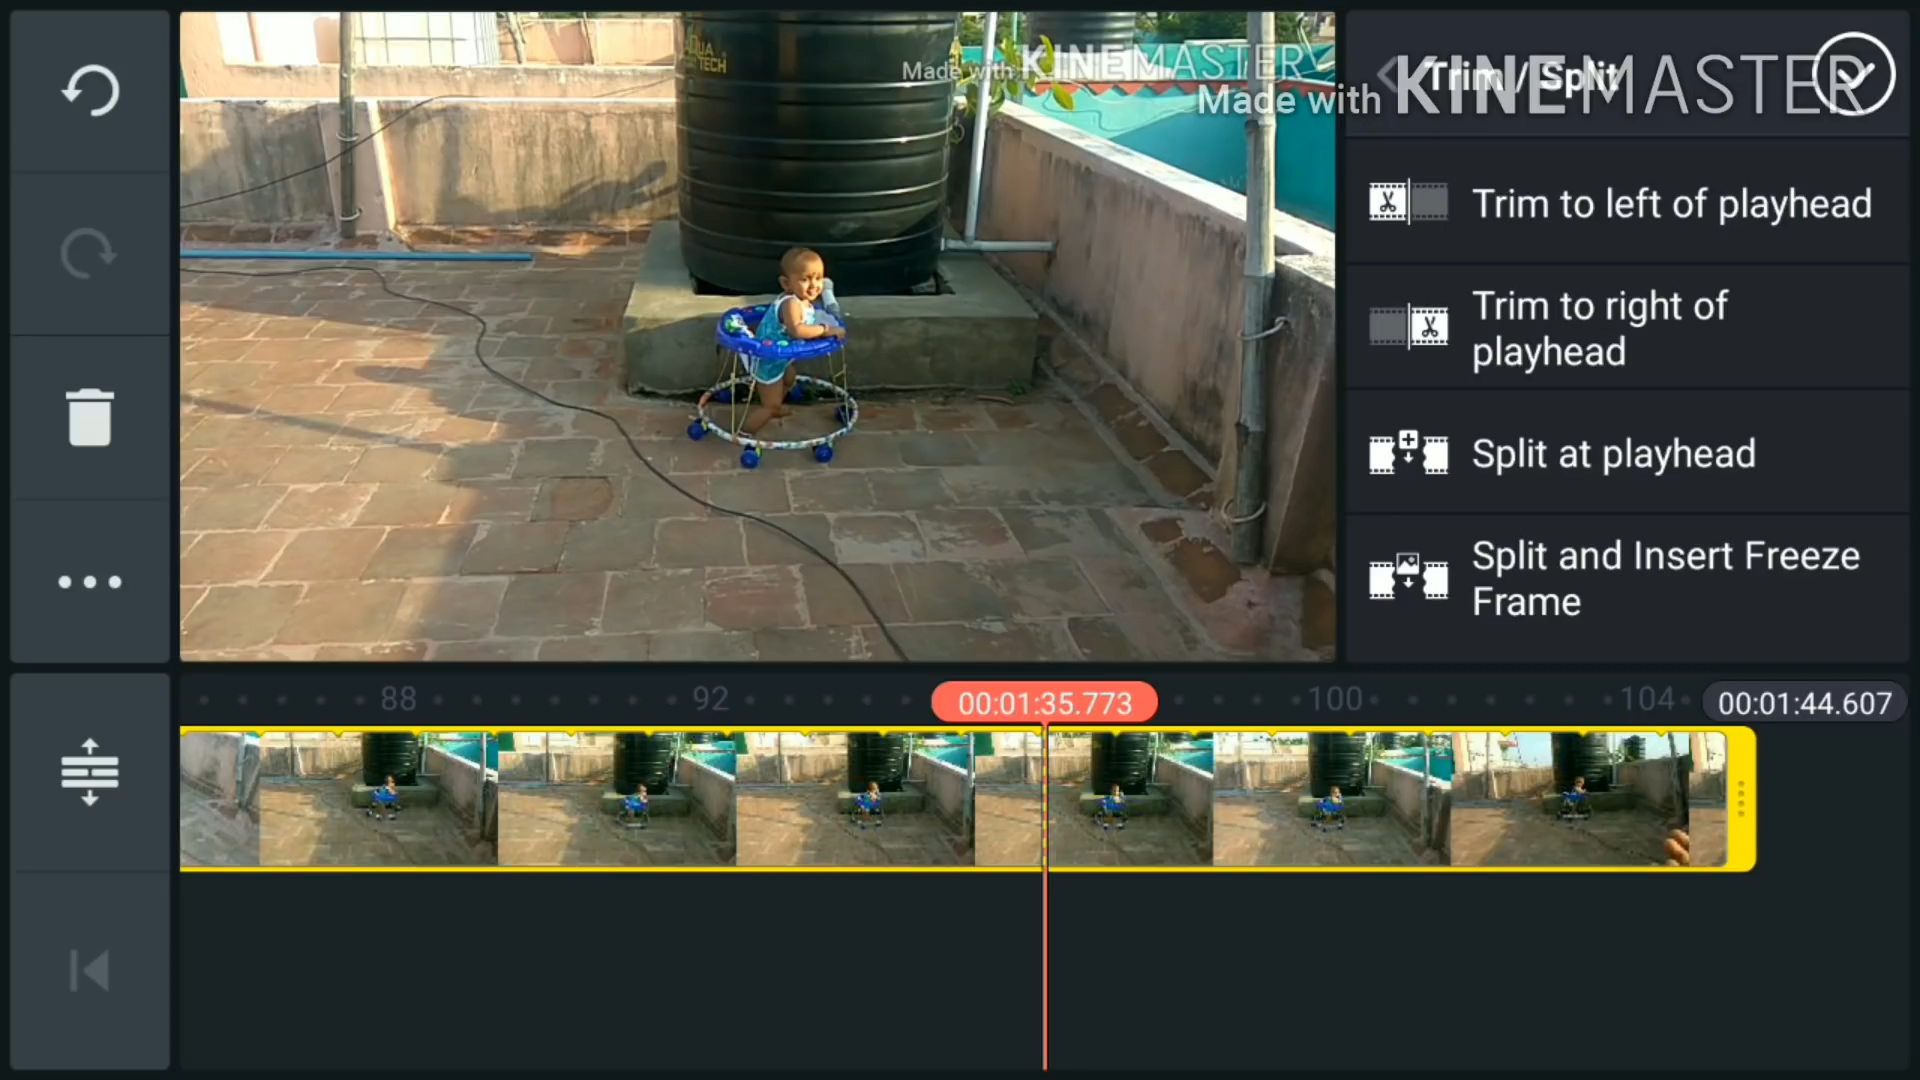 AQUA
TECH
Made with KINEMASTER
Made with KINEMASTER
Trim / Split
Trim to left of playhead
Trim to right of
playhead
Split at playhead
Split and Insert Freeze
Frame
88
92
00:01:35.773
100
104
00:01:44.607